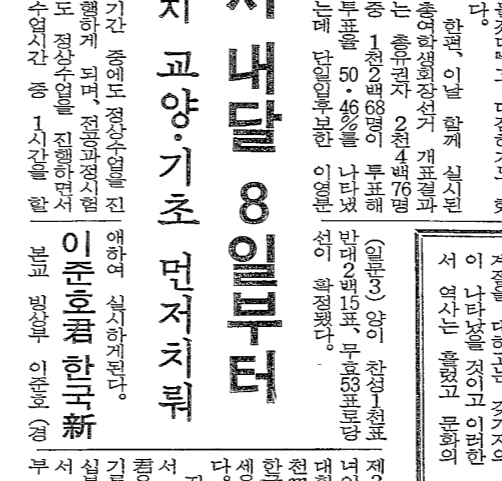 다.
한편, 이날 함께 실시된
총여학생회장선거 개표결과
는 총유권자 2천4백76명
중 1천2백68명이 투표해
투표율 50·46%를 나타냈
는데 단일입후보한 이영분
(일문3) 양이 찬성1천표
반대2백15표, 무효53표로당
선이 확정됐다.
내달 8일부터
교양·기초 먼저치뤄
기간 중에도 정상수업을 진
행하게 되며, 전공과정시험
도 정상수업을 진행하면서
수업시간 중 1시간을 할
애하여 실시하게된다.
이준호君 한국新
본교 빙상부 이준호 (경
이 나타났을 것이고 이러한
서 역사는 흘렀고 문화의